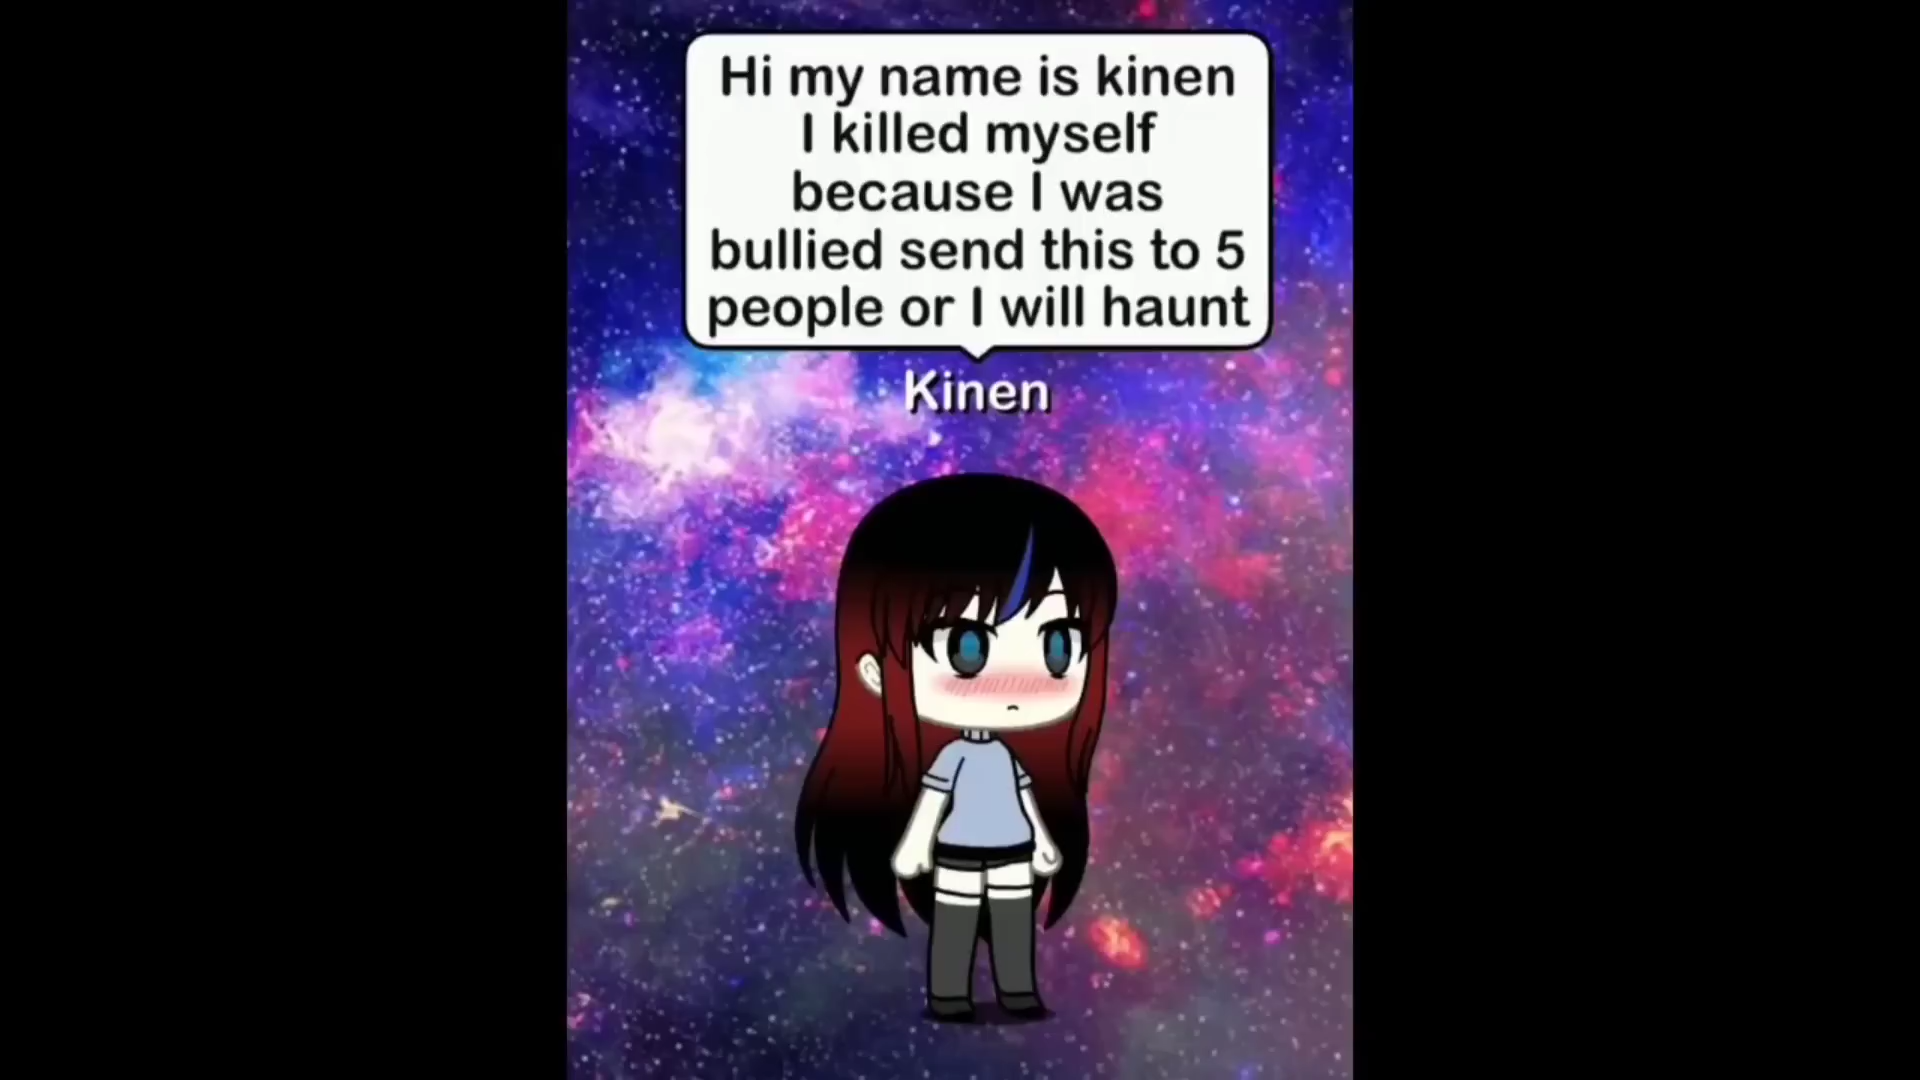 Hi my name is kinen
I killed myself
because I was
bullied send this to 5
people or I will haunt
Kinen